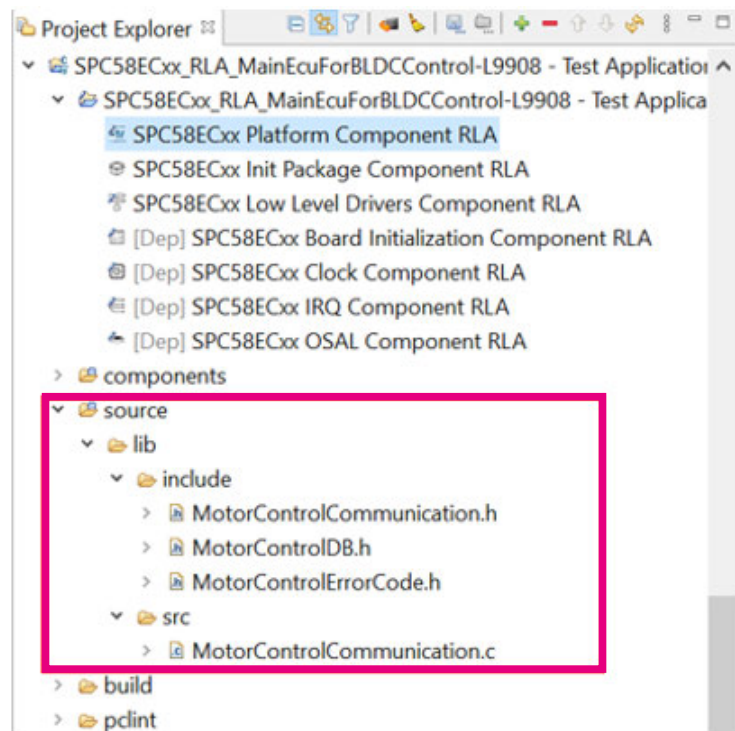 Project Explorer
SPC58ECxx_RLA_MainEcuForBLDCControl-L9908 - Test Application
SPC58ECxx_RLA_MainEcuForBLDCControl-L9908 - Test Applica
SPC58ECxx Platform Component RLA
SPC58ECxx Init Package Component RLA
SPC58ECxx Low Level Drivers Component RLA
[Dep] SPC58ECxx Board Initialization Component RLA
[Dep] SPC58ECxx Clock Component RLA
[Dep] SPC58ECxx IRQ Component RLA
[Dep] SPC58ECxx OSAL Component RLA
components
source
lib
include
MotorControlCommunication.h
MotorControlDB.h
MotorControlErrorCode.h
src
MotorControlCommunication.c
build
pclint